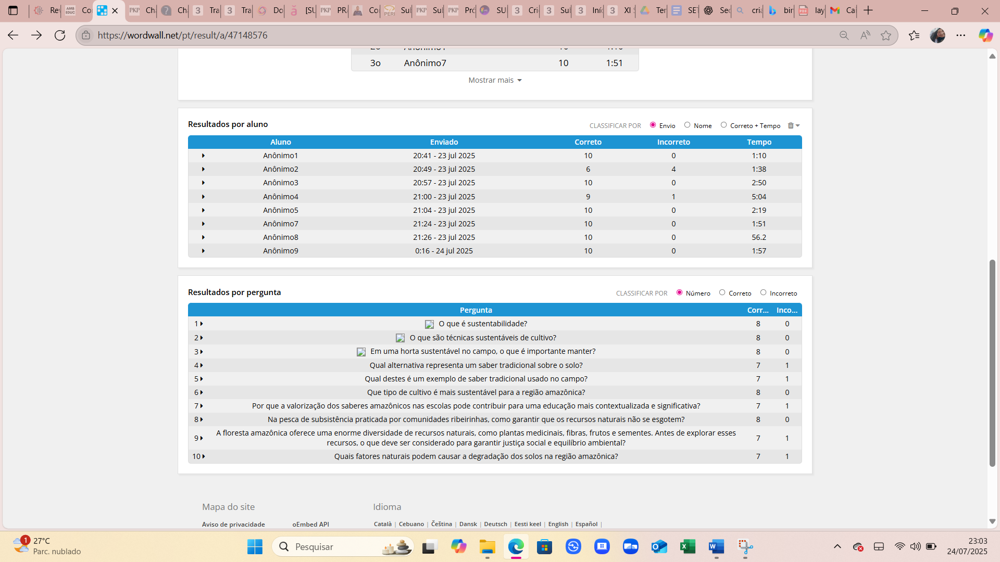 Re
AMB
EDUC
Co
PKP
Ch
Ch
3
Tra
3
Tra
Do
[SU
PKP
PR
Co
PERI
Su
PKP
Su
PKP
Pró
SU
3
Cri
3
Su
3
Iní
3
XI
Ter
SET
Sec
cria
bin
lay
Ca
https://wordwall.net/pt/result/a/47148576
3o Anônimo7 10 1:51
Mostrar mais
Resultados por aluno
CLASSIFICAR POR Envio Nome Correto + Tempo
Aluno Enviado Correto Incorreto Tempo
Anônimo1 20:41 - 23 jul 2025 10 0 1:10
Anônimo2 20:49 - 23 jul 2025 6 4 1:38
Anônimo3 20:57 - 23 jul 2025 10 0 2:50
Anônimo4 21:00 - 23 jul 2025 9 1 5:04
Anônimo5 21:04 - 23 jul 2025 10 0 2:19
Anônimo7 21:24 - 23 jul 2025 10 0 1:51
Anônimo8 21:26 - 23 jul 2025 10 0 56.2
Anônimo9 0:16 - 24 jul 2025 10 0 1:57
Resultados por pergunta
CLASSIFICAR POR Número Correto Incorreto
Pergunta Corr... Inco...
1 O que é sustentabilidade? 8 0
2 O que são técnicas sustentáveis de cultivo? 8 0
3 Em uma horta sustentável no campo, o que é importante manter? 8 0
4 Qual alternativa representa um saber tradicional sobre o solo? 7 1
5 Qual destes é um exemplo de saber tradicional usado no campo? 7 1
6 Que tipo de cultivo é mais sustentável para a região amazônica? 8 0
7 Por que a valorização dos saberes amazônicos nas escolas pode contribuir para uma educação mais contextualizada e significativa? 7 1
8 Na pesca de subsistência praticada por comunidades ribeirinhas, como garantir que os recursos naturais não se esgotem? 8 0
9 A floresta amazônica oferece uma enorme diversidade de recursos naturais, como plantas medicinais, fibras, frutos e sementes. Antes de explorar esses
recursos, o que deve ser considerado para garantir justiça social e equilíbrio ambiental? 7 1
10 Quais fatores naturais podem causar a degradação dos solos na região amazônica? 7 1
Mapa do site
Idioma
Aviso de privacidade
oEmbed API
Català | Cebuano | Čeština | Dansk | Deutsch | Eesti keel | English | Español |
1
27°C
Parc. nublado
Pesquisar
23:03
24/07/2025